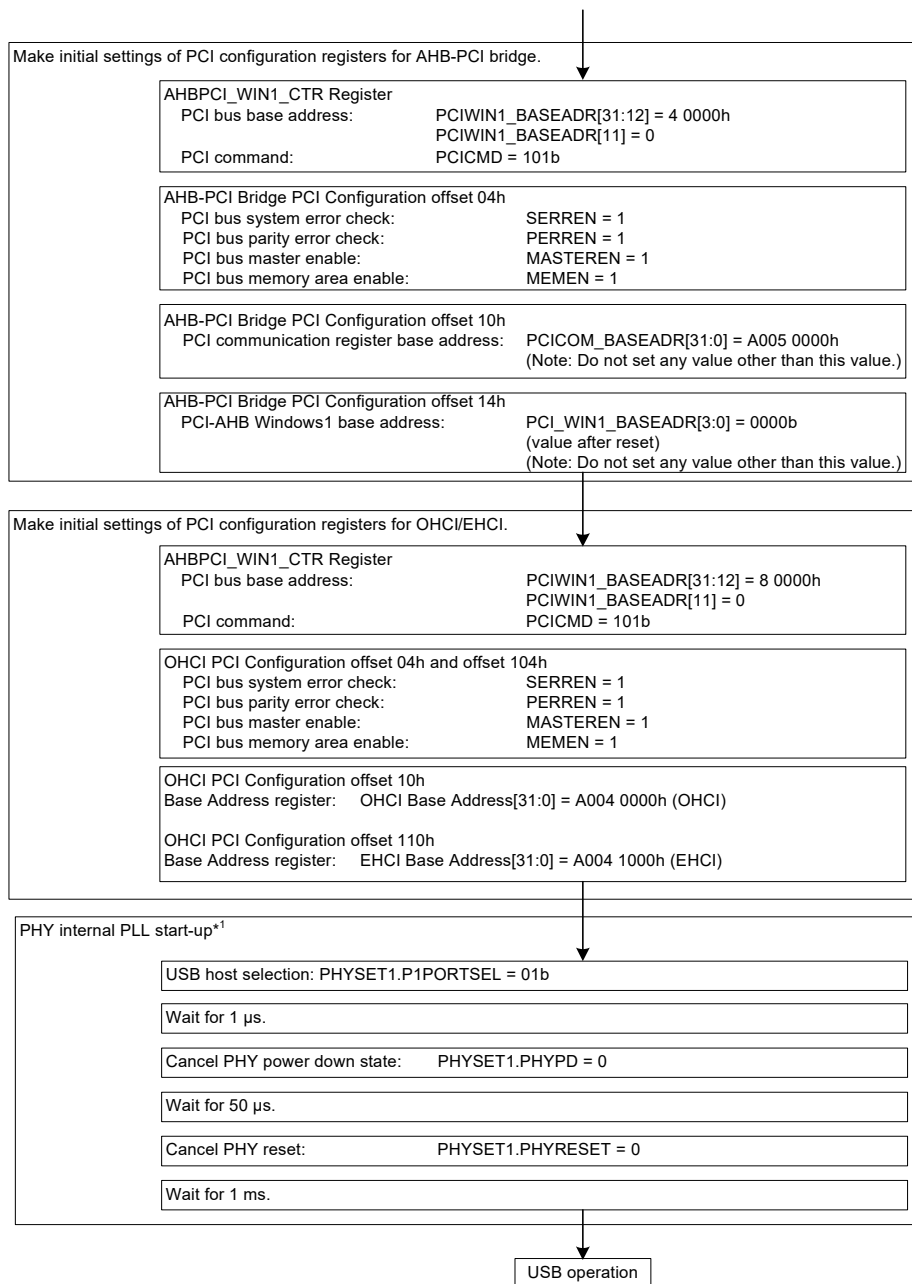 Make initial settings of PCI configuration registers for AHB-PCI bridge.
AHBPCI_WIN1_CTR Register
PCI bus base address: PCIWIN1_BASEADR[31:12] = 4 0000h
PCIWIN1_BASEADR[11] = 0
PCI command: PCICMD = 101b
AHB-PCI Bridge PCI Configuration offset 04h
PCI bus system error check: SERREN = 1
PCI bus parity error check: PERREN = 1
PCI bus master enable: MASTEREN = 1
PCI bus memory area enable: MEMEN = 1
AHB-PCI Bridge PCI Configuration offset 10h
PCI communication register base address: PCICOM_BASEADR[31:0] = A005 0000h
(Note: Do not set any value other than this value.)
AHB-PCI Bridge PCI Configuration offset 14h
PCI-AHB Windows1 base address: PCI_WIN1_BASEADR[3:0] = 0000b
(value after reset)
(Note: Do not set any value other than this value.)
Make initial settings of PCI configuration registers for OHCI/EHCI.
AHBPCI_WIN1_CTR Register
PCI bus base address: PCIWIN1_BASEADR[31:12] = 8 0000h
PCIWIN1_BASEADR[11] = 0
PCI command: PCICMD = 101b
OHCI PCI Configuration offset 04h and offset 104h
PCI bus system error check: SERREN = 1
PCI bus parity error check: PERREN = 1
PCI bus master enable: MASTEREN = 1
PCI bus memory area enable: MEMEN = 1
OHCI PCI Configuration offset 10h
Base Address register: OHCI Base Address[31:0] = A004 0000h (OHCI)
OHCI PCI Configuration offset 110h
Base Address register: EHCI Base Address[31:0] = A004 1000h (EHCI)
PHY internal PLL start-up*1
USB host selection: PHYSET1.P1PORTSEL = 01b
Wait for 1 µs.
Cancel PHY power down state: PHYSET1.PHYPD = 0
Wait for 50 µs.
Cancel PHY reset: PHYSET1.PHYRESET = 0
Wait for 1 ms.
USB operation